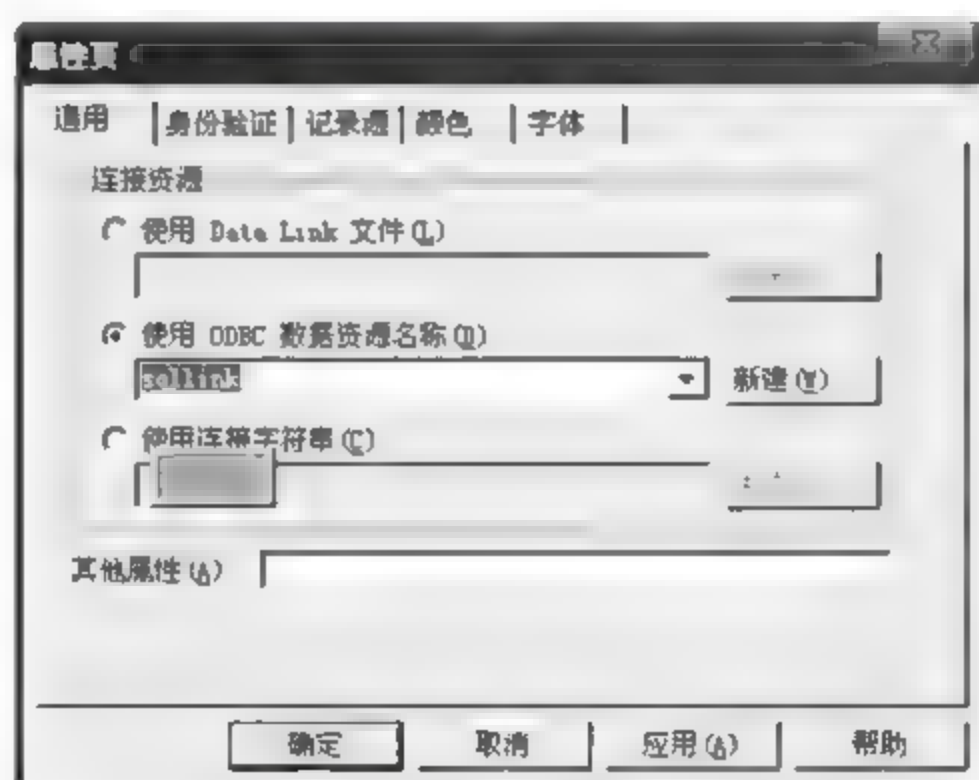 属性页
通用 身份验证 记录源 颜色 字体
连接资源
使用 Data Link 文件(L)
使用 ODBC 数据资源名称(D)
sqllink
新建(W)
使用连接字符串(C)
其他属性(A)
确定 取消 应用(A) 帮助